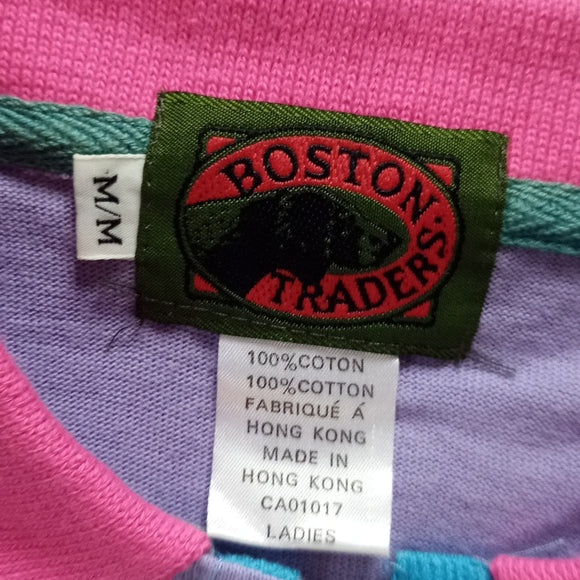 BOSTON
TRADERS
M/M
100% COTON
100% COTTON
FABRIQUÉ Á
HONG KONG
MADE IN
HONG KONG
CA01017
LADIES